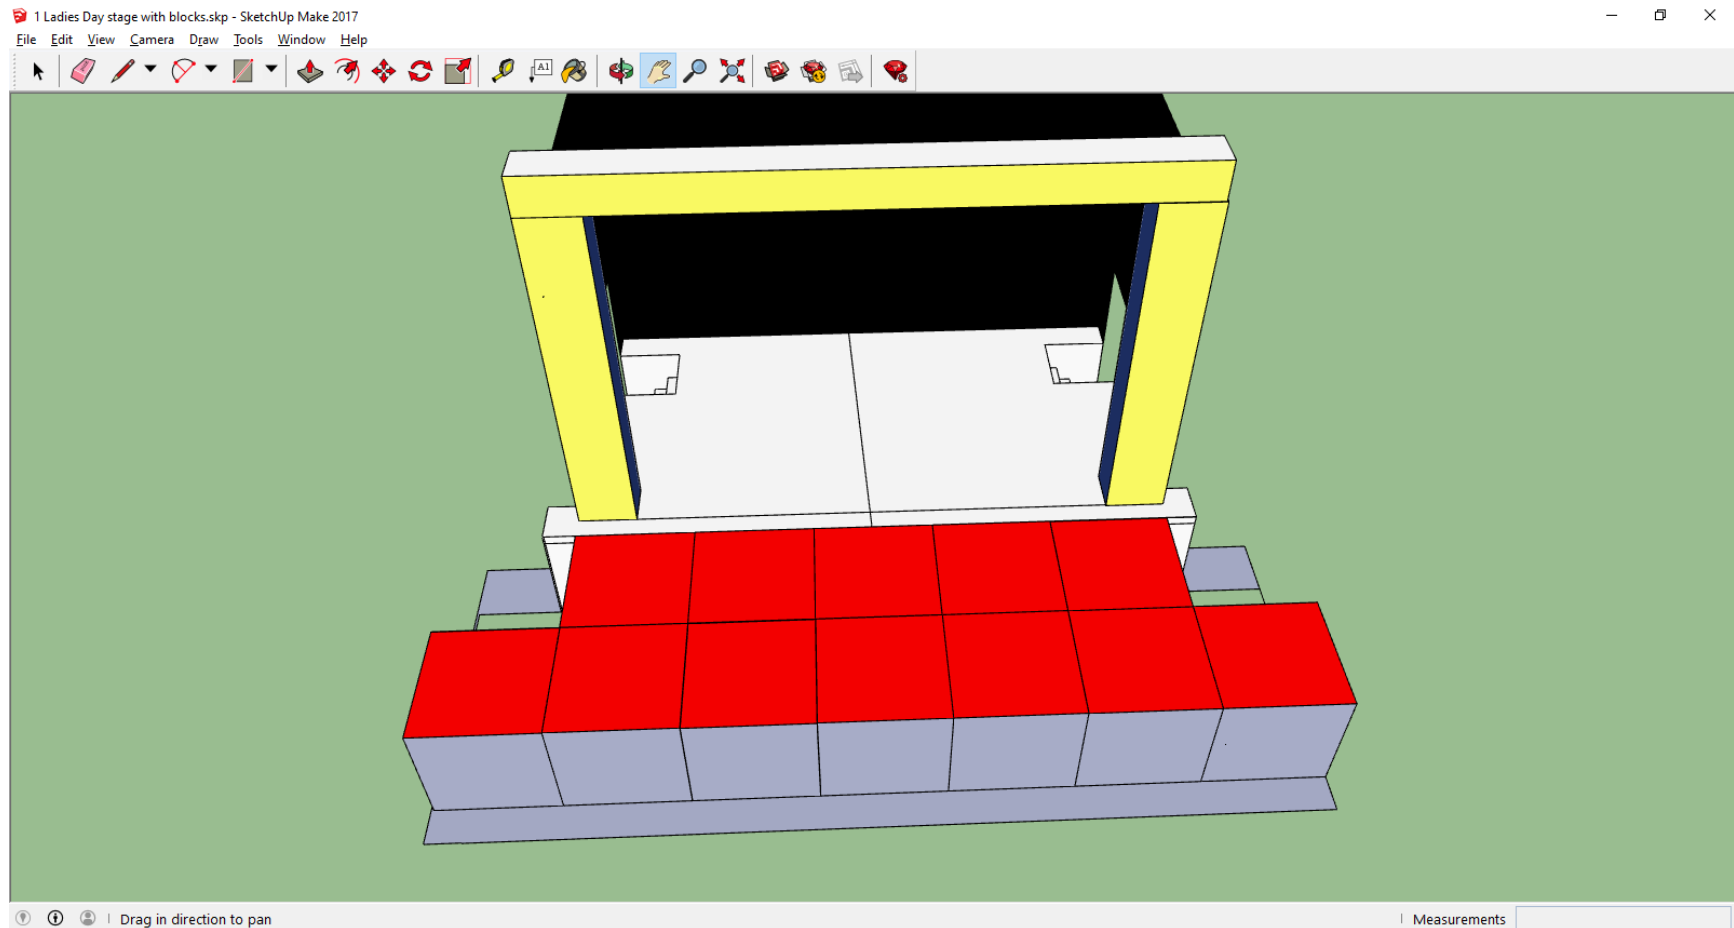 1 Ladies Day stage with blocks.skp - SketchUp Make 2017
File Edit View Camera Draw Tools Window Help
A1
Drag in direction to pan
Measurements